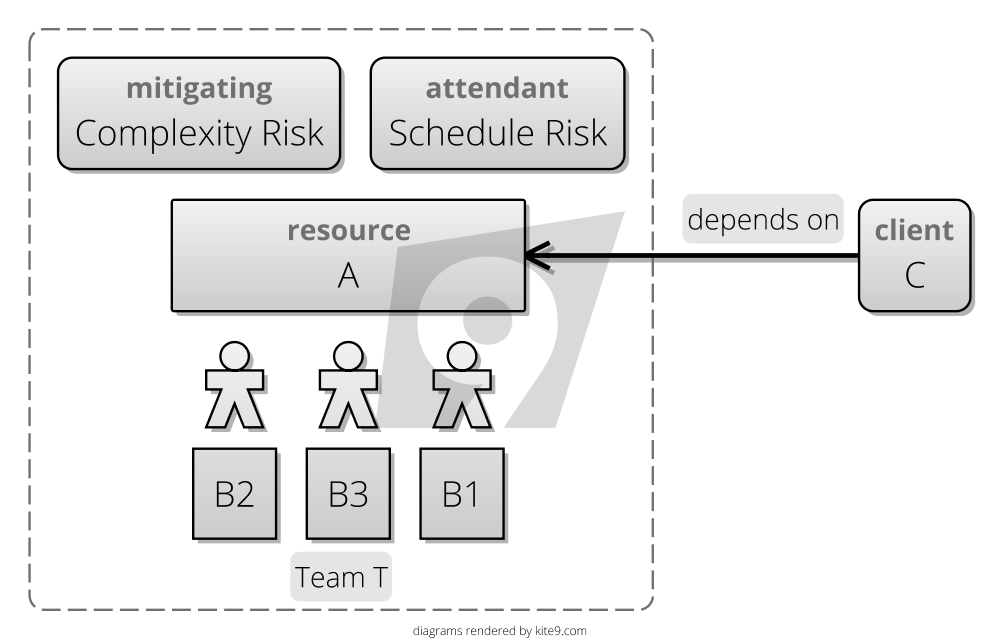 mitigating
Complexity Risk
attendant
Schedule Risk
resource
A
depends on
client
C
B2
B3
B1
Team T
diagrams rendered by kite9.com